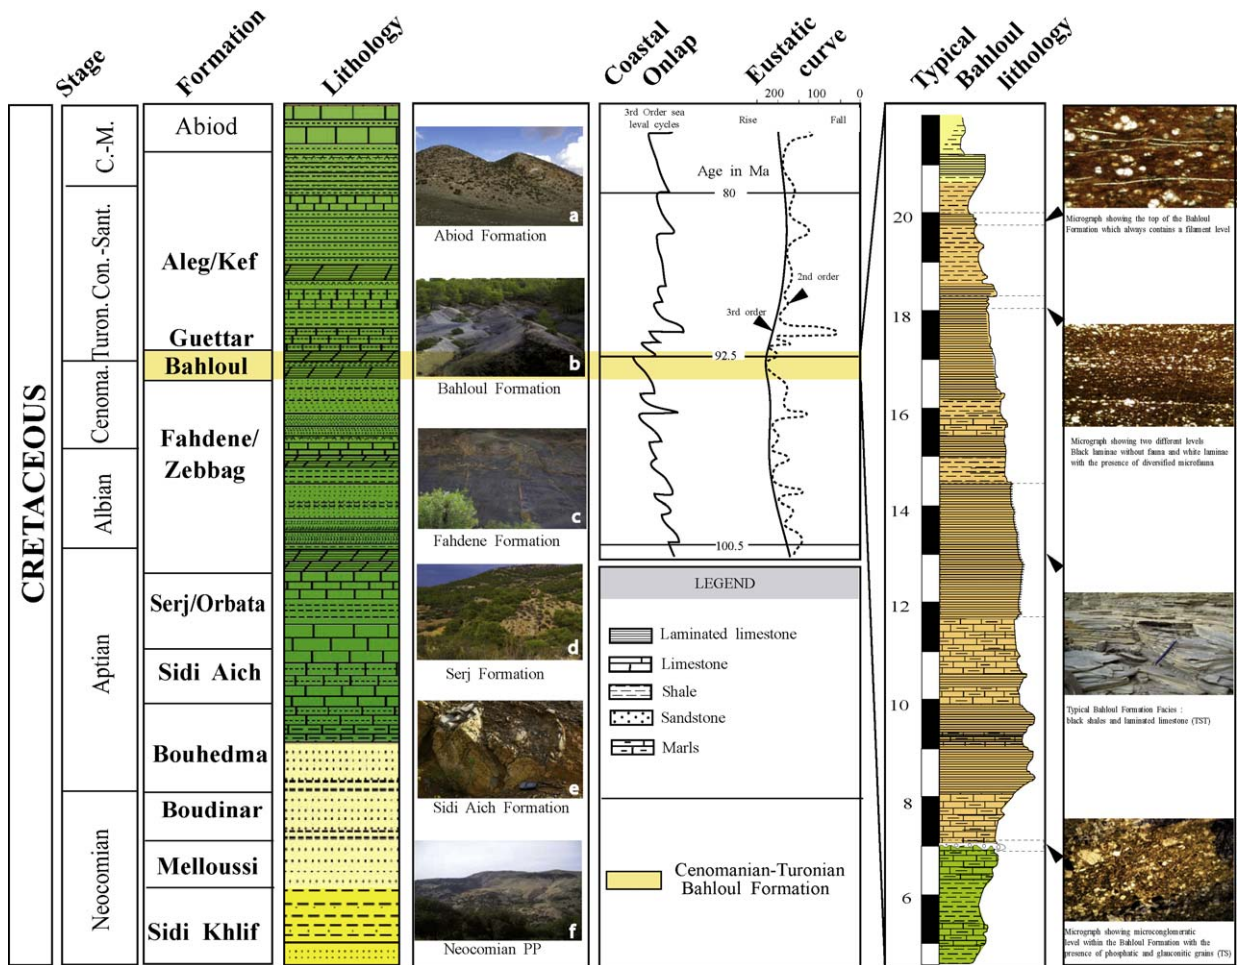 Stage
Formation
Lithology
Coastal
Onlap
Eustatic
curve
Typical
Bahloul
lithology
CRETACEOUS
C.-M.
Con.-Sant.
Turon.
Cenoma.
Albian
Aptian
Neocomian
Abiod
Aleg/Kef
Guettar
Bahloul
Fahdene/
Zebbag
Serj/Orbata
Sidi Aich
Bouhedma
Boudinar
Melloussi
Sidi Khlif
a
Abiod Formation
b
Bahloul Formation
c
Fahdene Formation
d
Serj Formation
e
Sidi Aich Formation
f
Neocomian PP
3rd Order sea
leval cycles
200
100
0
Rise
Fall
Age in Ma
80
2nd order
3rd order
92.5
100.5
LEGEND
Laminated limestone
Limestone
Shale
Sandstone
Marls
Cenomanian-Turonian
Bahloul Formation
20
18
16
14
12
10
8
6
Micrograph showing the top of the Bahloul
Formation which always contains a filament level
Micrograph showing two different levels
Black laminae without fauna and white laminae
with the presence of diversified microfauna
Typical Bahloul Formation Facies :
black shales and laminated limestone (TST)
Micrograph showing microconglomeratic
level within the Bahloul Formation with the
presence of phosphatic and glauconitic grains (TS)